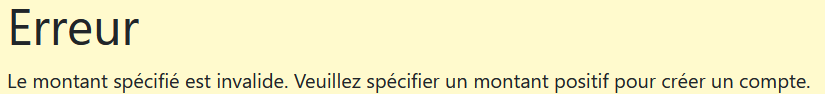 Erreur
Le montant spécifié est invalide. Veuillez spécifier un montant positif pour créer un compte.